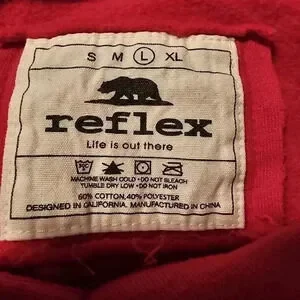 S M L XL
reflex
Life is out there
MACHINE WASH COLD • DO NOT BLEACH
TUMBLE DRY LOW • DO NOT IRON
60% COTTON, 40% POLYESTER
DESIGNED IN CALIFORNIA. MANUFACTURED IN CHINA